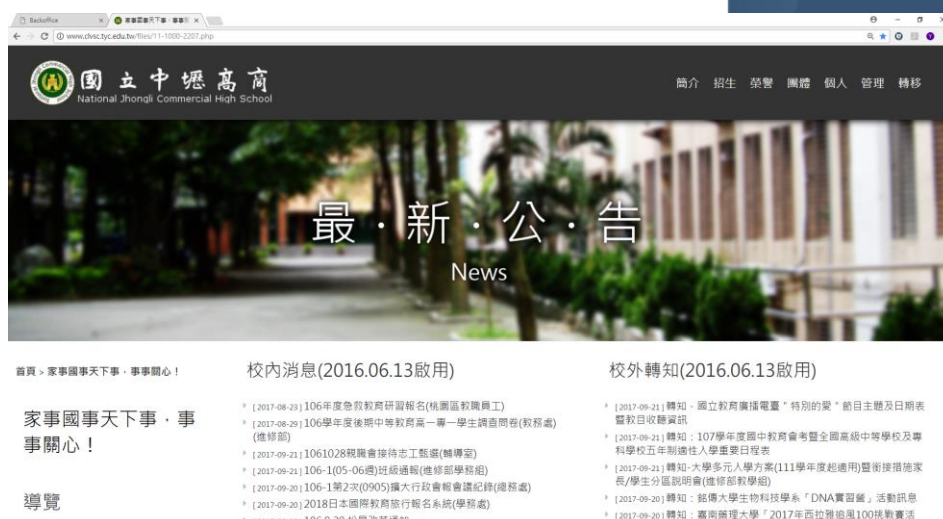 Backoffice
家事國事天下事‧事事
www.clvsc.tyc.edu.tw/files/11-1000-2207.php
國立中壢高商
National Jhongli Commercial High School
簡介 招生 榮譽 團體 個人 管理 轉移
最‧新‧公‧告
News
首頁 > 家事國事天下事‧事事關心！
家事國事天下事‧事
事關心！
導覽
校內消息(2016.06.13啟用)
[2017-08-23] 106年度急救教育研習報名(桃園區教職員工)
[2017-08-29] 106學年度後期中等教育高一專一學生調查問卷(教務處)
(進修部)
[2017-09-21] 1061028親職會接待志工甄選(輔導室)
[2017-09-21] 106-1(05-06週)班級通報(進修部學務組)
[2017-09-20] 106-1第2次(0905)擴大行政會報會議紀錄(總務處)
[2017-09-20] 2018日本國際教育旅行報名系統(學務處)
校外轉知(2016.06.13啟用)
[2017-09-21] 轉知 - 國立教育廣播電臺＂特別的愛＂節目主題及日期表
暨教目收聽資訊
[2017-09-21] 轉知：107學年度國中教育會考暨全國高級中等學校及專
科學校五年制適性入學重要日程表
[2017-09-21] 轉知-大學多元入學方案(111學年度起適用)暨銜接措施家
長/學生分區說明會(進修部教學組)
[2017-09-20] 轉知：銘傳大學生物科技學系「DNA實習營」活動訊息
[2017-09-20] 轉知：嘉南藥理大學「2017年西拉雅追風100挑戰賽活